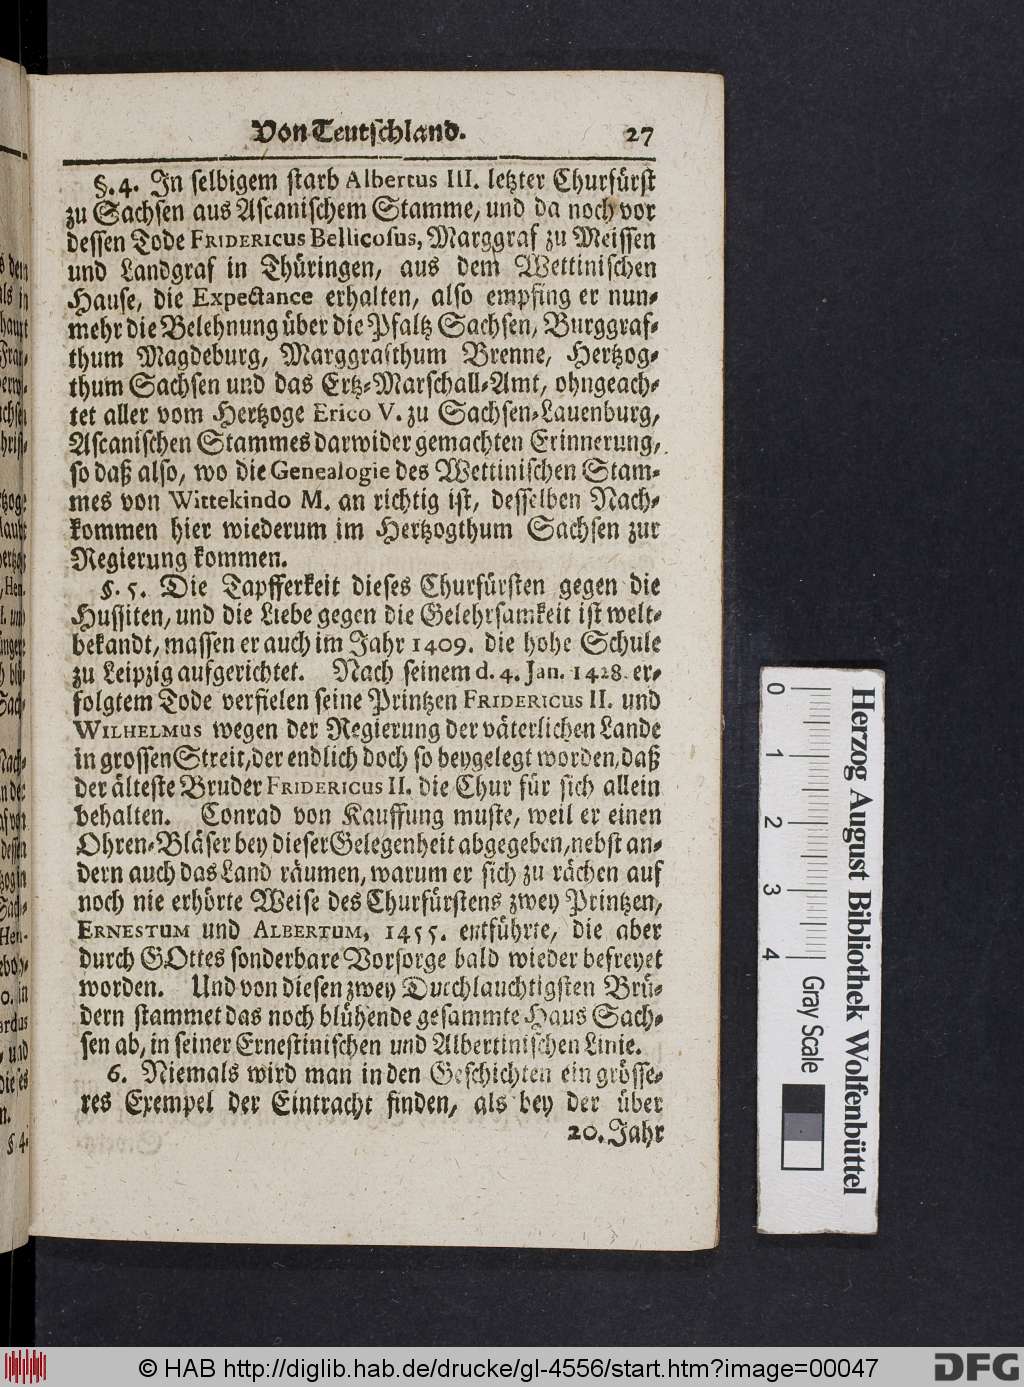 Von Teutschland. 27
§. 4. In selbigem starb Albertus III. letzter Churfürst
zu Sachsen aus Ascanischem Stamme, und da noch vor
dessen Tode FRIDERICUS Bellicosus, Marggraf zu Meissen
und Landgraf in Thüringen, aus dem Wettinischen
Hause, die Expectance erhalten, also empfing er nun-
mehr die Belehnung über die Pfaltz Sachsen, Burggraf-
thum Magdeburg, Marggrafthum Brenne, Hertzog-
thum Sachsen und das Ertz-Marschall-Amt, ohngeach-
tet aller vom Hertzoge Erico V. zu Sachsen-Lauenburg,
Ascanischen Stammes darwider gemachten Erinnerung,
so daß also, wo die Genealogie des Wettinischen Stam-
mes von Wittekindo M. an richtig ist, desselben Nach-
kommen hier wiederum im Hertzogthum Sachsen zur
Regierung kommen.
§. 5. Die Tapfferkeit dieses Churfürsten gegen die
Hussiten, und die Liebe gegen die Gelehrsamkeit ist welt-
bekandt, massen er auch im Jahr 1409. die hohe Schule
zu Leipzig aufgerichtet. Nach seinem d. 4. Jan. 1428. er-
folgtem Tode verfielen seine Printzen FRIDERICUS II. und
WILHELMUS wegen der Regierung der väterlichen Lande
in grossen Streit, der endlich doch so beygelegt worden, daß
der älteste Bruder FRIDERICUS II. die Chur für sich allein
behalten. Conrad von Kauffung muste, weil er einen
Ohren-Bläser bey dieser Gelegenheit abgegeben, nebst an-
dern auch das Land räumen, warum er sich zu rächen auf
noch nie erhörte Weise des Churfürstens zwey Printzen,
ERNESTUM und ALBERTUM, 1455. entführte, die aber
durch GOttes sonderbare Vorsorge bald wieder befreyet
worden. Und von diesen zwey Durchlauchtigsten Brü-
dern stammet das noch blühende gesammte Haus Sach-
sen ab, in seiner Ernestinischen und Albertinischen Linie.
6. Niemals wird man in den Geschichten ein grösse-
res Exempel der Eintracht finden, als bey der über
20. Jahr
§ 4.
0 1 2 3 4
Gray Scale
Herzog August Bibliothek Wolfenbüttel
© HAB http://diglib.hab.de/drucke/gl-4556/start.htm?image=00047
DFG